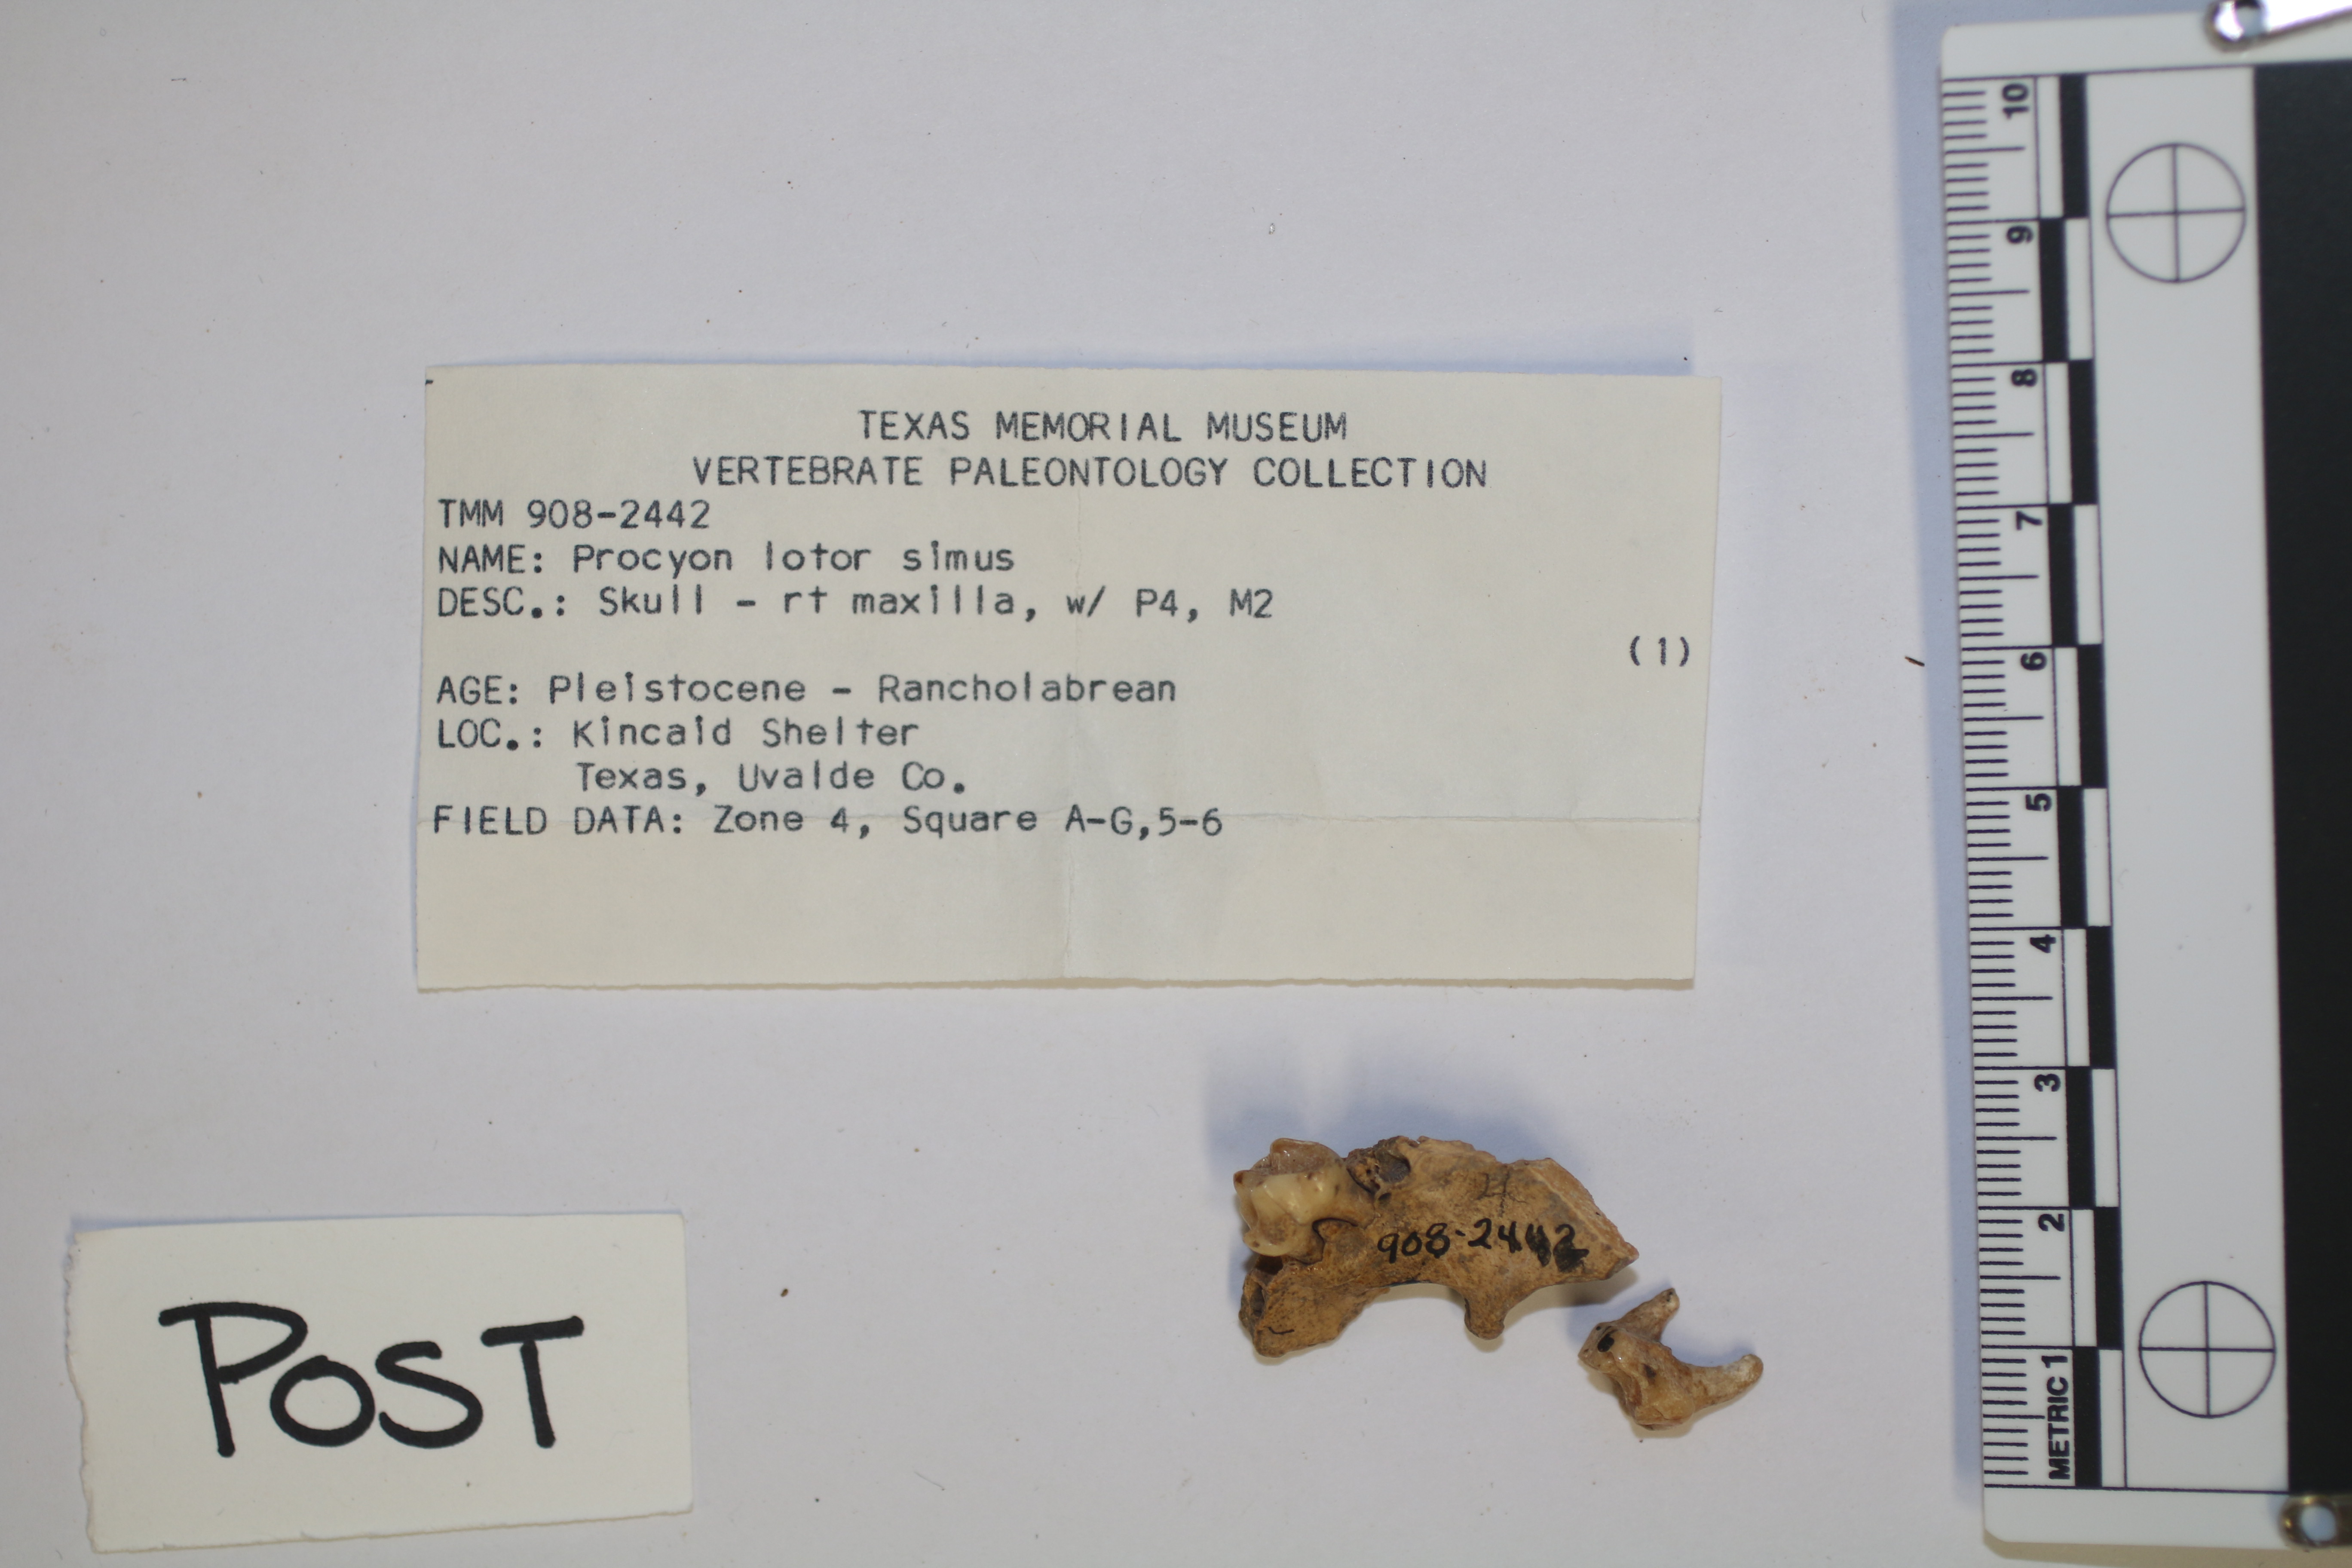 TEXAS MEMORIAL MUSEUM
VERTEBRATE PALEONTOLOGY COLLECTION
TMM 908-2442
NAME: Procyon lotor simus
DESC.: Skull - rt maxilla, w/ P4, M2
(1)
AGE: Pleistocene - Rancholabrean
LOC.: Kincaid Shelter
Texas, Uvalde Co.
FIELD DATA: Zone 4, Square A-G,5-6
908-2442
POST
10
9
8
7
6
5
4
3
2
METRIC 1